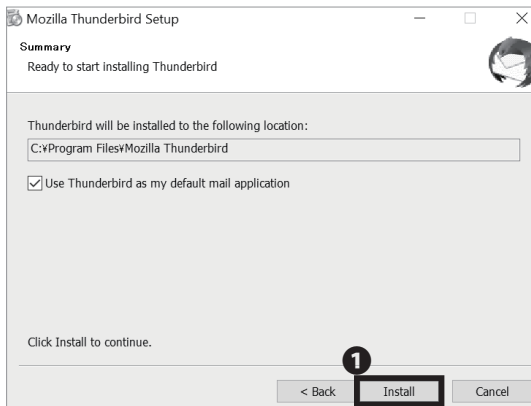 Mozilla Thunderbird Setup
Summary
Ready to start installing Thunderbird
Thunderbird will be installed to the following location:
C:¥Program Files¥Mozilla Thunderbird
Use Thunderbird as my default mail application
Click Install to continue.
1
< Back Install Cancel